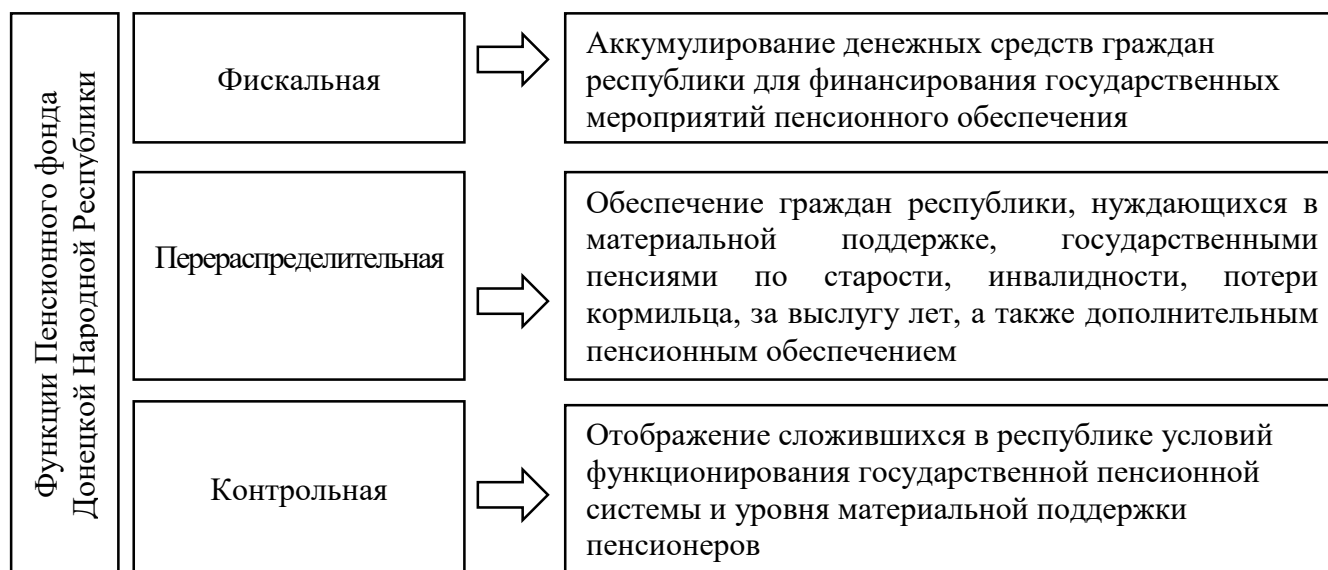 Функции Пенсионного фонда
Донецкой Народной Республики
Фискальная
Аккумулирование денежных средств граждан
республики для финансирования государственных
мероприятий пенсионного обеспечения
Перераспределительная
Обеспечение граждан республики, нуждающихся в
материальной поддержке, государственными
пенсиями по старости, инвалидности, потери
кормильца, за выслугу лет, а также дополнительным
пенсионным обеспечением
Контрольная
Отображение сложившихся в республике условий
функционирования государственной пенсионной
системы и уровня материальной поддержки
пенсионеров